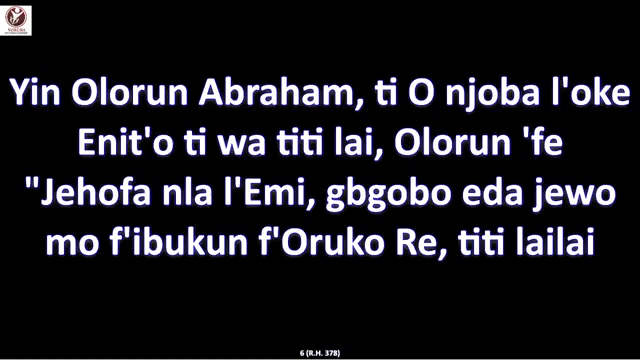 Yin Olorun Abraham, ti O njoba l'oke
Enit'o ti wa titi lai, Olorun 'fe
"Jehofa nla l'Emi, gbgobo eda jewo
mo f'ibukun f'Oruko Re, titi lailai
6 (R.H. 378)